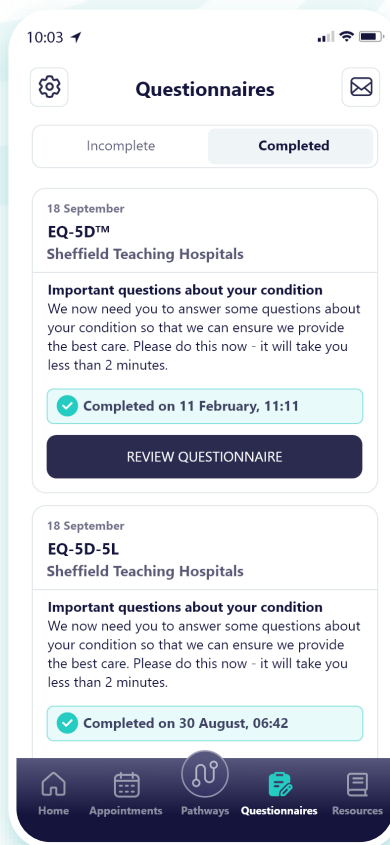 10:03
Questionnaires
Incomplete Completed
18 September
EQ-5D™
Sheffield Teaching Hospitals
Important questions about your condition
We now need you to answer some questions about
your condition so that we can ensure we provide
the best care. Please do this now - it will take you
less than 2 minutes.
Completed on 11 February, 11:11
REVIEW QUESTIONNAIRE
18 September
EQ-5D-5L
Sheffield Teaching Hospitals
Important questions about your condition
We now need you to answer some questions about
your condition so that we can ensure we provide
the best care. Please do this now - it will take you
less than 2 minutes.
Completed on 30 August, 06:42
Home Appointments Pathways Questionnaires Resources